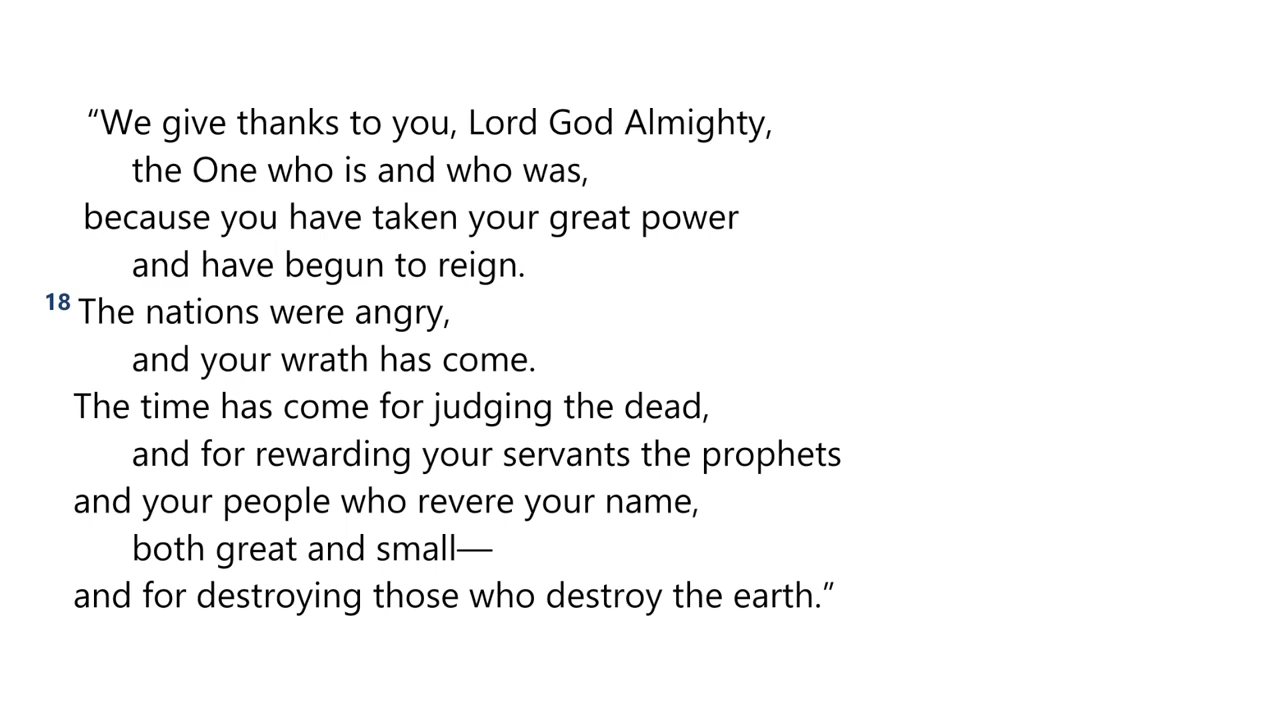 “We give thanks to you, Lord God Almighty,
the One who is and who was,
because you have taken your great power
and have begun to reign.
18 The nations were angry,
and your wrath has come.
The time has come for judging the dead,
and for rewarding your servants the prophets
and your people who revere your name,
both great and small—
and for destroying those who destroy the earth.”